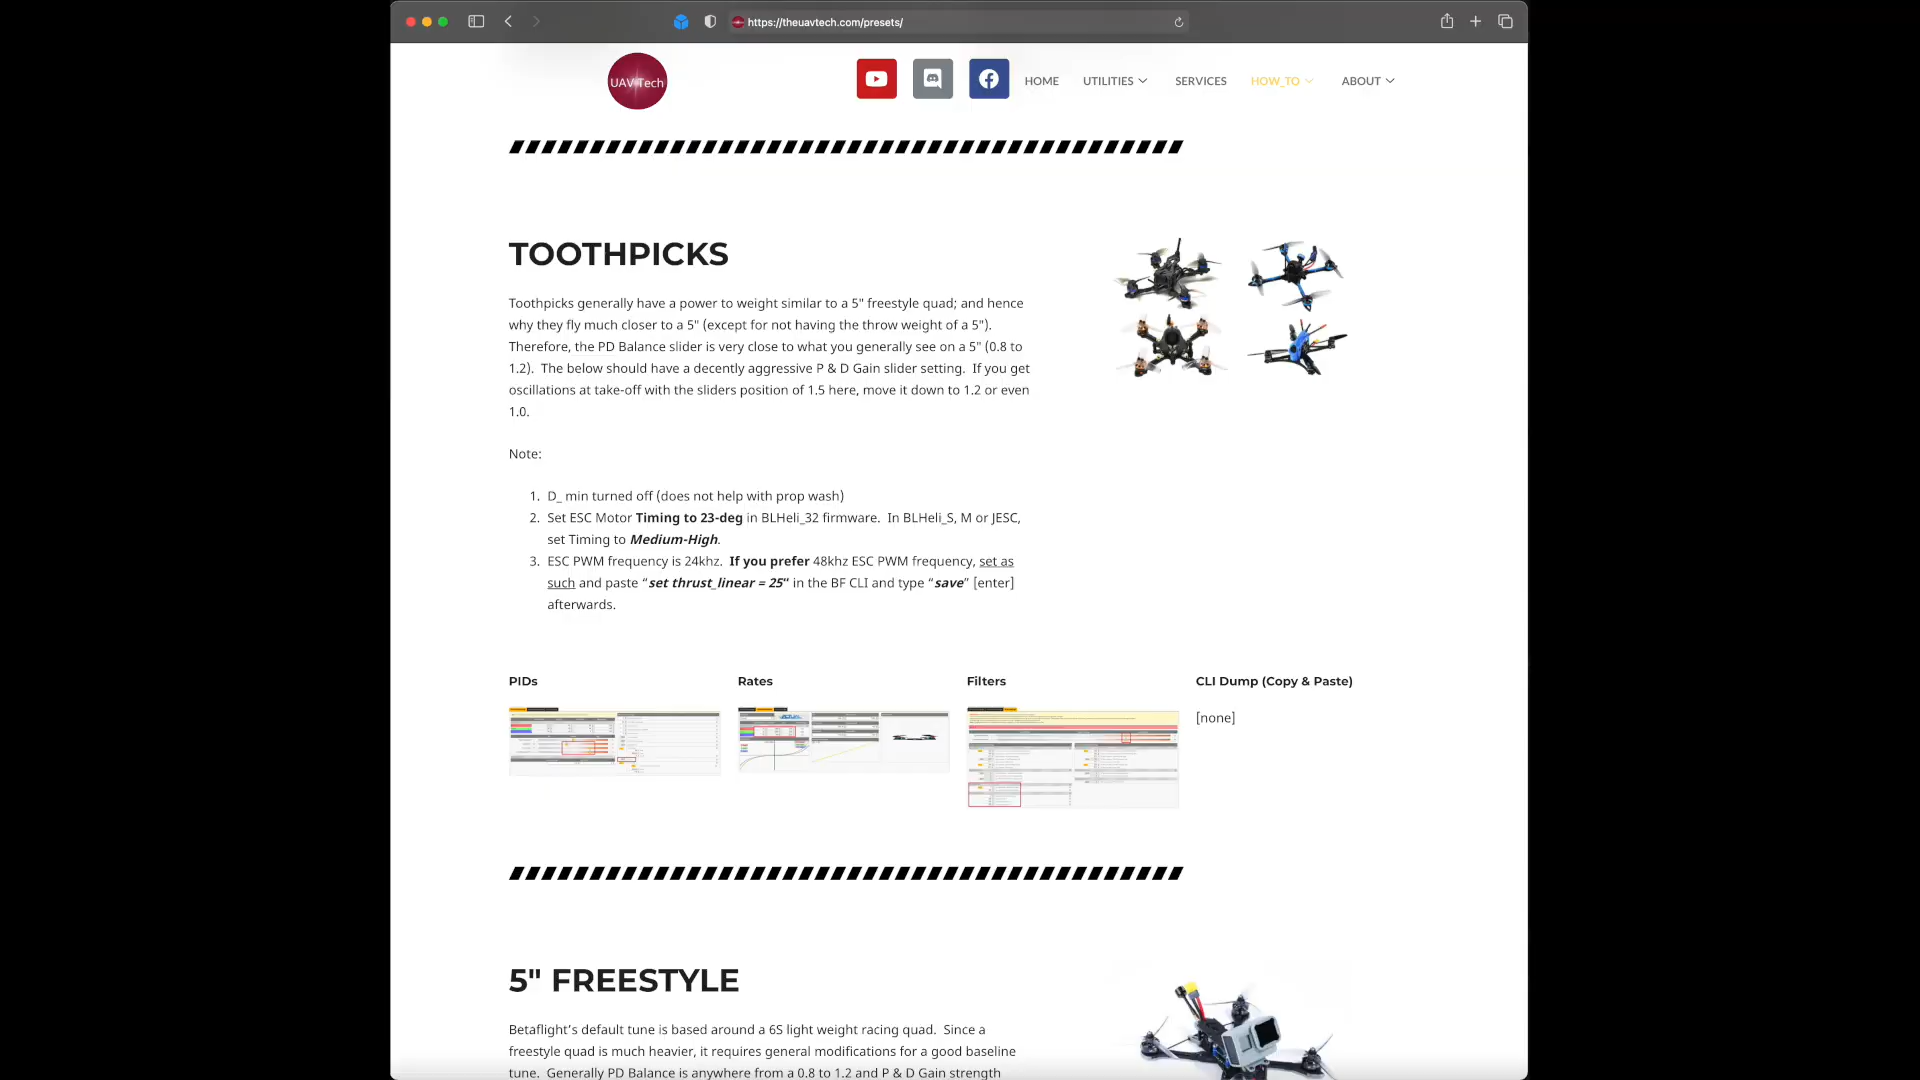 https://theuavtech.com/presets/
UAV Tech
HOME
UTILITIES
SERVICES
HOW_TO
ABOUT
TOOTHPICKS
Toothpicks generally have a power to weight similar to a 5" freestyle quad; and hence
why they fly much closer to a 5" (except for not having the throw weight of a 5").
Therefore, the PD Balance slider is very close to what you generally see on a 5" (0.8 to
1.2).  The below should have a decently aggressive P & D Gain slider setting.  If you get
oscillations at take-off with the sliders position of 1.5 here, move it down to 1.2 or even
1.0.
Note:
1. D_ min turned off (does not help with prop wash)
2. Set ESC Motor Timing to 23-deg in BLHeli_32 firmware.  In BLHeli_S, M or JESC,
set Timing to Medium-High.
3. ESC PWM frequency is 24khz.  If you prefer 48khz ESC PWM frequency, set as
such and paste “set thrust_linear = 25“ in the BF CLI and type “save” [enter]
afterwards.
PIDs
Rates
Filters
CLI Dump (Copy & Paste)
[none]
5" FREESTYLE
Betaflight’s default tune is based around a 6S light weight racing quad.  Since a
freestyle quad is much heavier, it requires general modifications for a good baseline
tune.  Generally PD Balance is anywhere from a 0.8 to 1.2 and P & D Gain strength